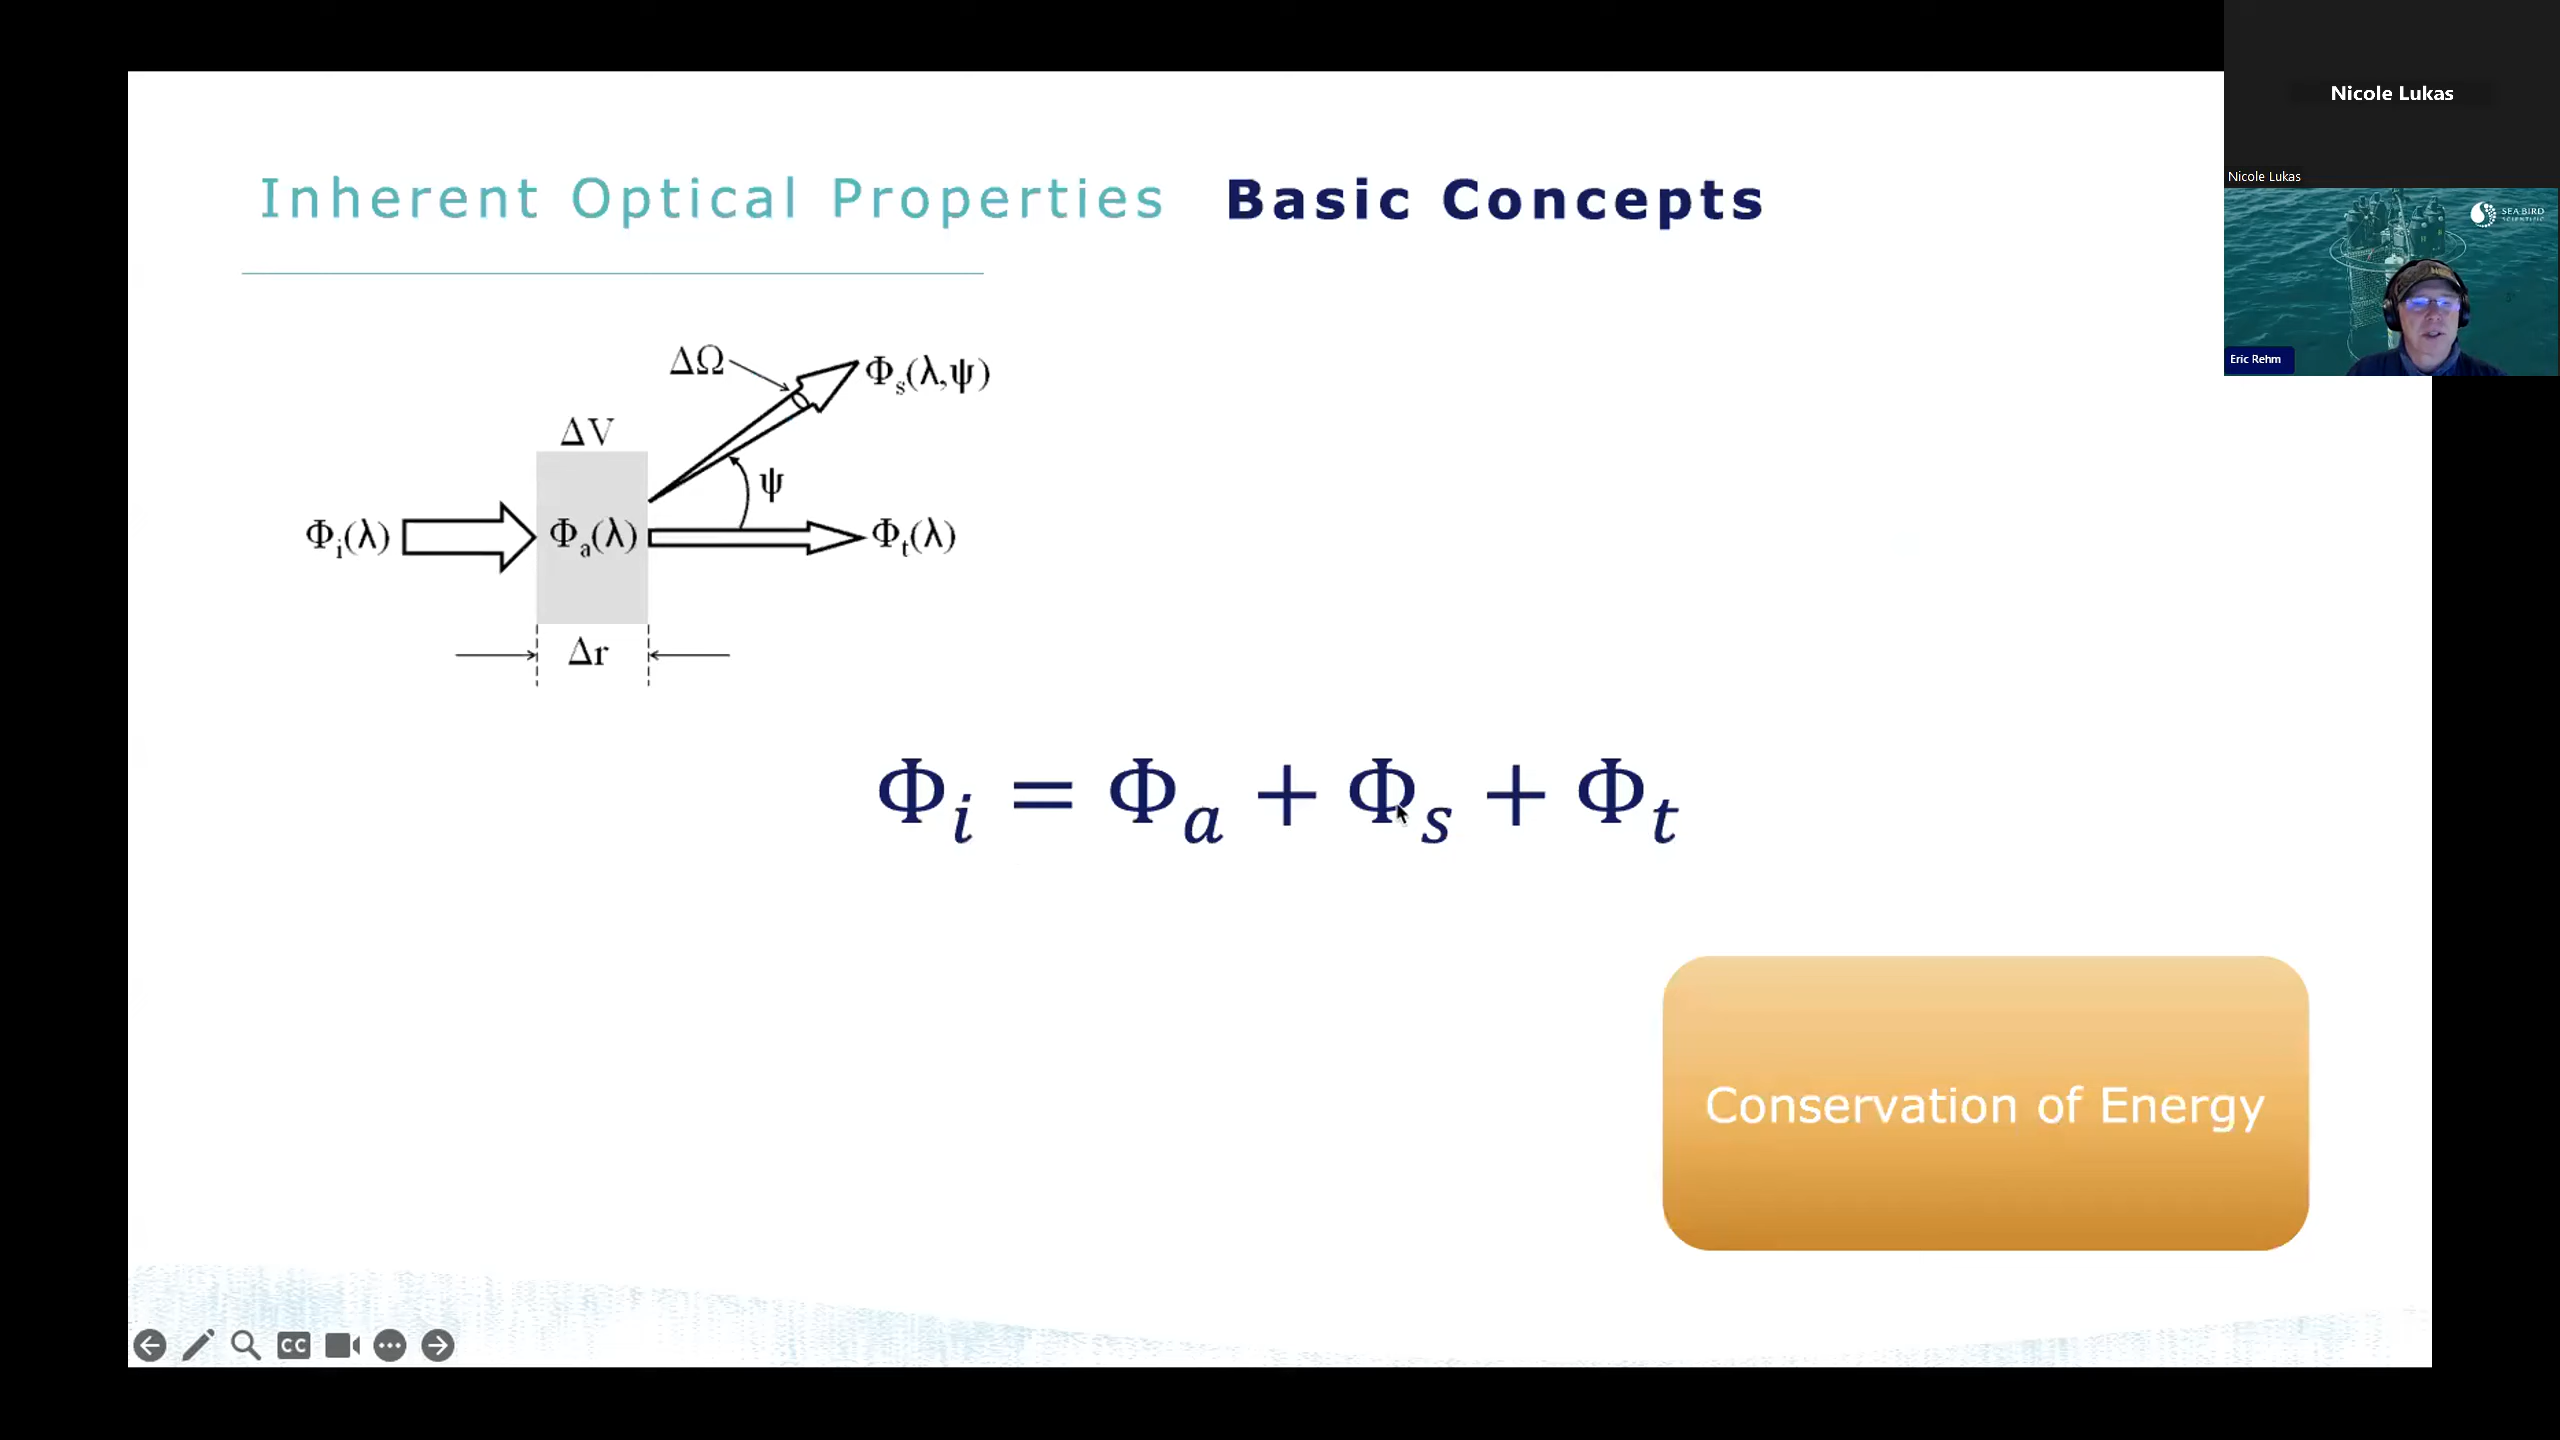 Nicole Lukas
Nicole Lukas
SEA·BIRD
SCIENTIFIC
Eric Rehm
Inherent Optical Properties Basic Concepts
ΔΩ
Φs(λ,ψ)
ΔV
ψ
Φi(λ)
Φa(λ)
Φt(λ)
Δr
Φi = Φa + Φs + Φt
Conservation of Energy
CC